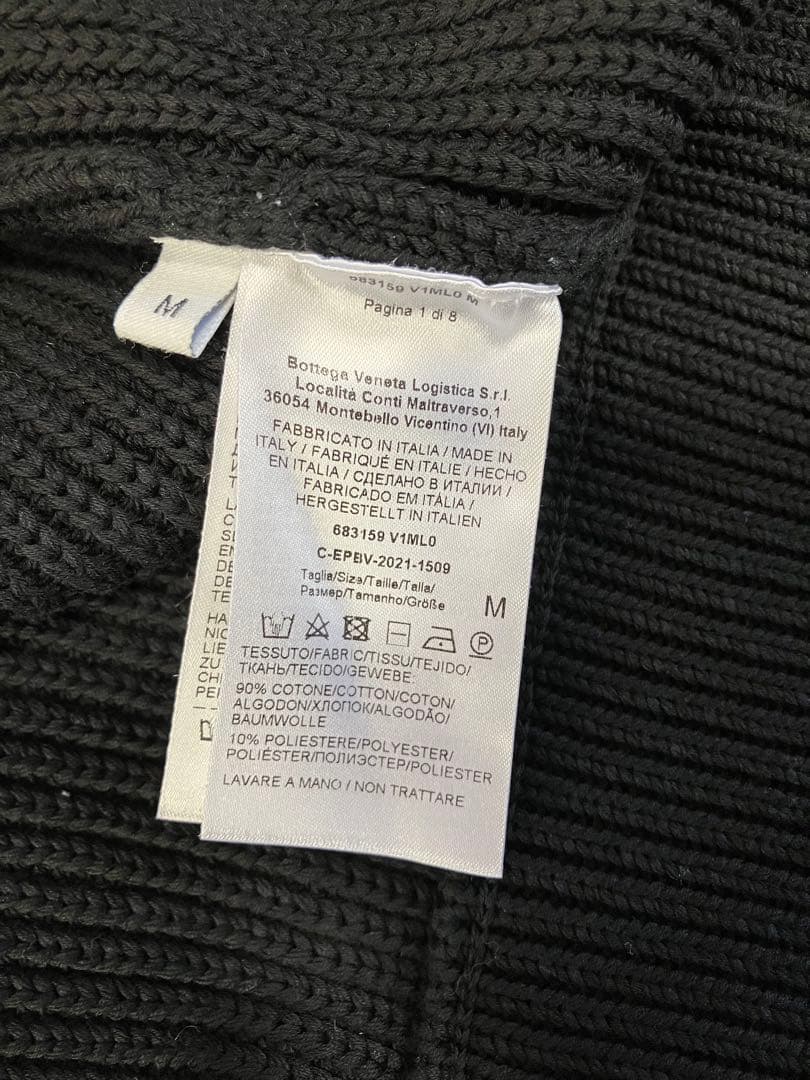 M
683159 V1ML0 M
Pagina 1 di 8
Bottega Veneta Logistica S.r.l.
Località Conti Maltraverso,1
36054 Montebello Vicentino (VI) Italy
FABBRICATO IN ITALIA / MADE IN
ITALY / FABRIQUÉ EN ITALIE / HECHO
EN ITALIA / СДЕЛАНО В ИТАЛИИ /
FABRICADO EM ITÁLIA /
HERGESTELLT IN ITALIEN
683159 V1ML0
C-EPBV-2021-1509
Taglia/Size/Taille/Talla/
Размер/Tamanho/Größe M
P
TESSUTO/FABRIC/TISSU/TEJIDO/
ТКАНЬ/TECIDO/GEWEBE:
90% COTONE/COTTON/COTON/
ALGODON/ХЛОПОК/ALGODÃO/
BAUMWOLLE
10% POLIESTERE/POLYESTER/
POLIÉSTER/ПОЛИЭСТЕР/POLIESTER
LAVARE A MANO / NON TRATTARE